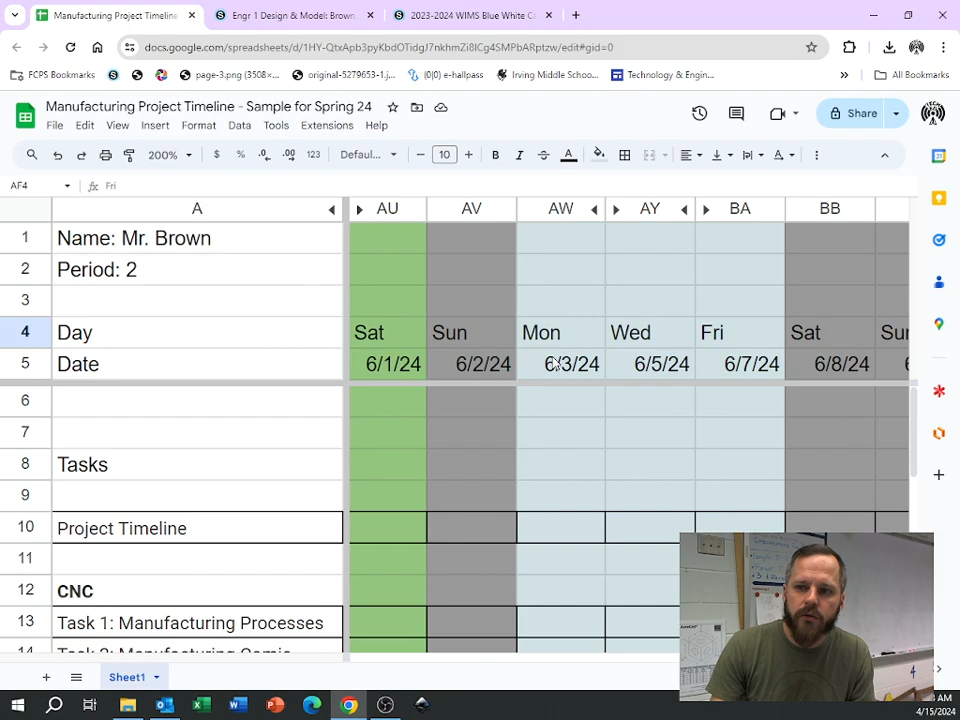 Manufacturing Project Timeline
Engr 1 Design & Model: Brown,
2023-2024 WIMS Blue White Ca
docs.google.com/spreadsheets/d/1HY-QtxApb3pyKbdOTidgJ7nkhmZi8ICg4SMPbARptzw/edit#gid=0
FCPS Bookmarks
page-3.png (3508×...
original-5279653-1.j...
(0|0) e-hallpass
Irving Middle Schoo...
Technology & Engin...
All Bookmarks
Manufacturing Project Timeline - Sample for Spring 24
File Edit View Insert Format Data Tools Extensions Help
Share
200% $ % .0 .00 123 Defaul... 10 B I A
AF4 fx Fri
A AU AV AW AY BA BB
1 Name: Mr. Brown
2 Period: 2
3
4 Day Sat Sun Mon Wed Fri Sat Sun
5 Date 6/1/24 6/2/24 6/3/24 6/5/24 6/7/24 6/8/24 6
6
7
8 Tasks
9
10 Project Timeline
11
12 CNC
13 Task 1: Manufacturing Processes
14
Sheet1
AM
4/15/2024